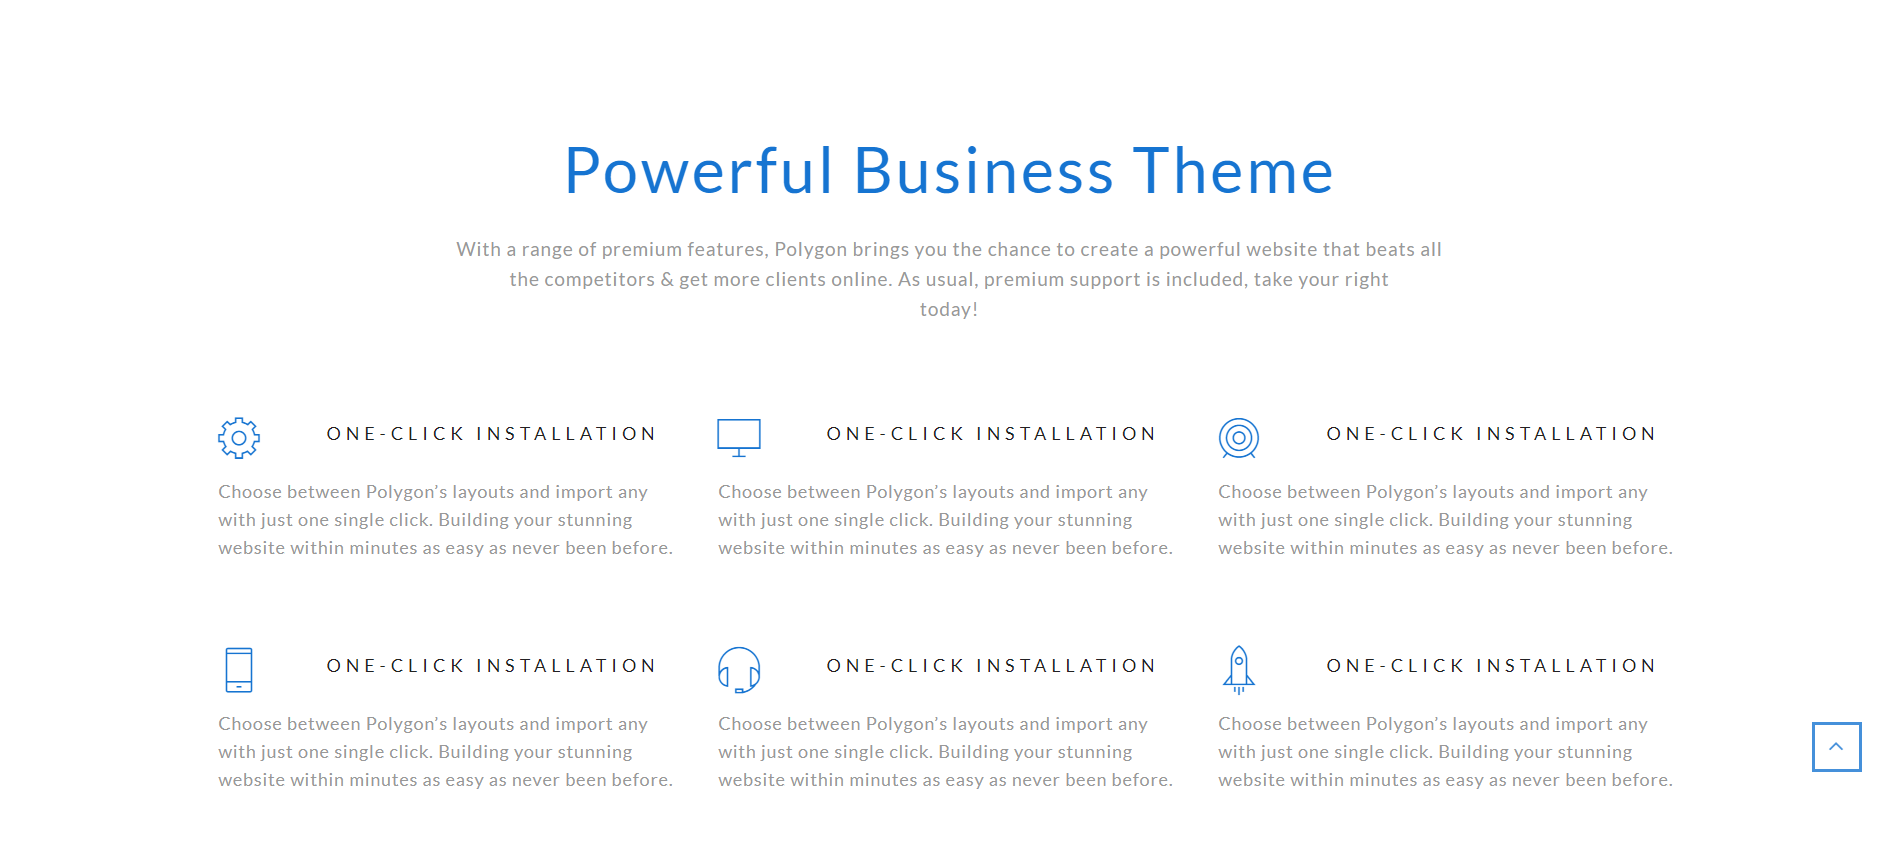 Powerful Business Theme
With a range of premium features, Polygon brings you the chance to create a powerful website that beats all
the competitors & get more clients online. As usual, premium support is included, take your right
today!
ONE-CLICK INSTALLATION
Choose between Polygon’s layouts and import any
with just one single click. Building your stunning
website within minutes as easy as never been before.
ONE-CLICK INSTALLATION
Choose between Polygon’s layouts and import any
with just one single click. Building your stunning
website within minutes as easy as never been before.
ONE-CLICK INSTALLATION
Choose between Polygon’s layouts and import any
with just one single click. Building your stunning
website within minutes as easy as never been before.
ONE-CLICK INSTALLATION
Choose between Polygon’s layouts and import any
with just one single click. Building your stunning
website within minutes as easy as never been before.
ONE-CLICK INSTALLATION
Choose between Polygon’s layouts and import any
with just one single click. Building your stunning
website within minutes as easy as never been before.
ONE-CLICK INSTALLATION
Choose between Polygon’s layouts and import any
with just one single click. Building your stunning
website within minutes as easy as never been before.